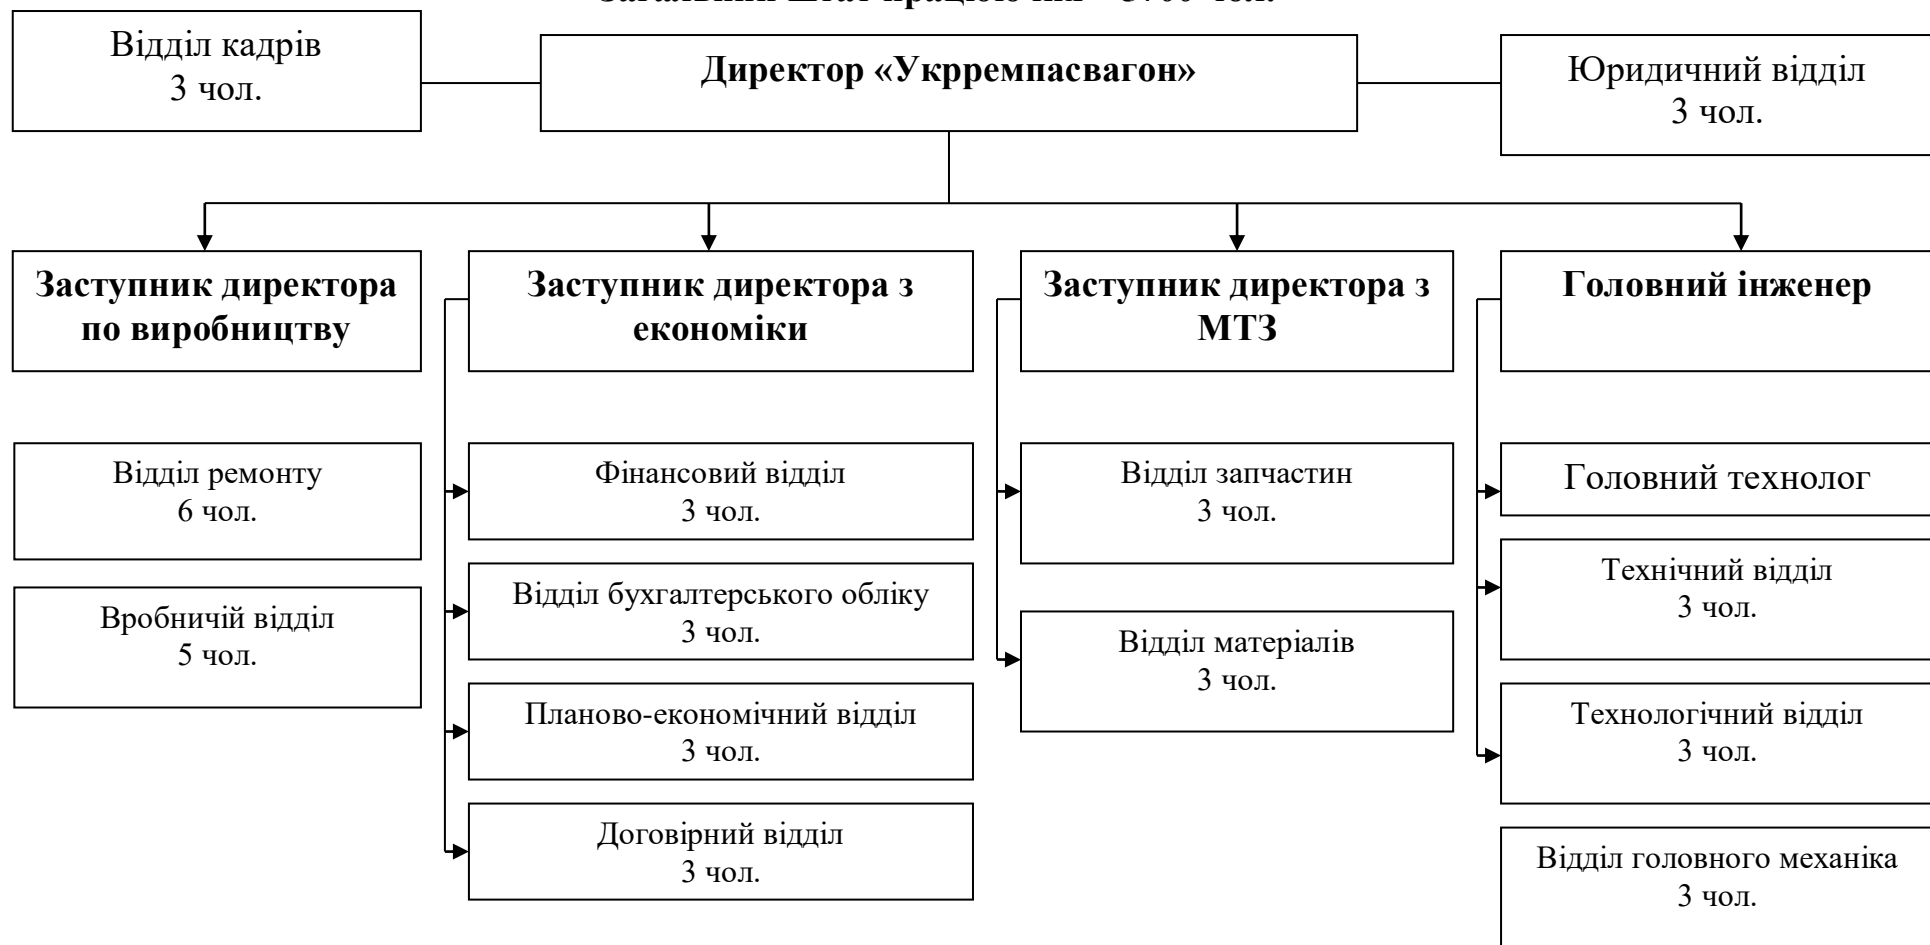 Відділ кадрів
3 чол.
Директор «Укрремпасвагон»
Юридичний відділ
3 чол.
Заступник директора
по виробництву
Заступник директора з
економіки
Заступник директора з
МТЗ
Головний інженер
Відділ ремонту
6 чол.
Вробничій відділ
5 чол.
Фінансовий відділ
3 чол.
Відділ бухгалтерського обліку
3 чол.
Планово-економічний відділ
3 чол.
Договірний відділ
3 чол.
Відділ запчастин
3 чол.
Відділ матеріалів
3 чол.
Головний технолог
Технічний відділ
3 чол.
Технологічний відділ
3 чол.
Відділ головного механіка
3 чол.